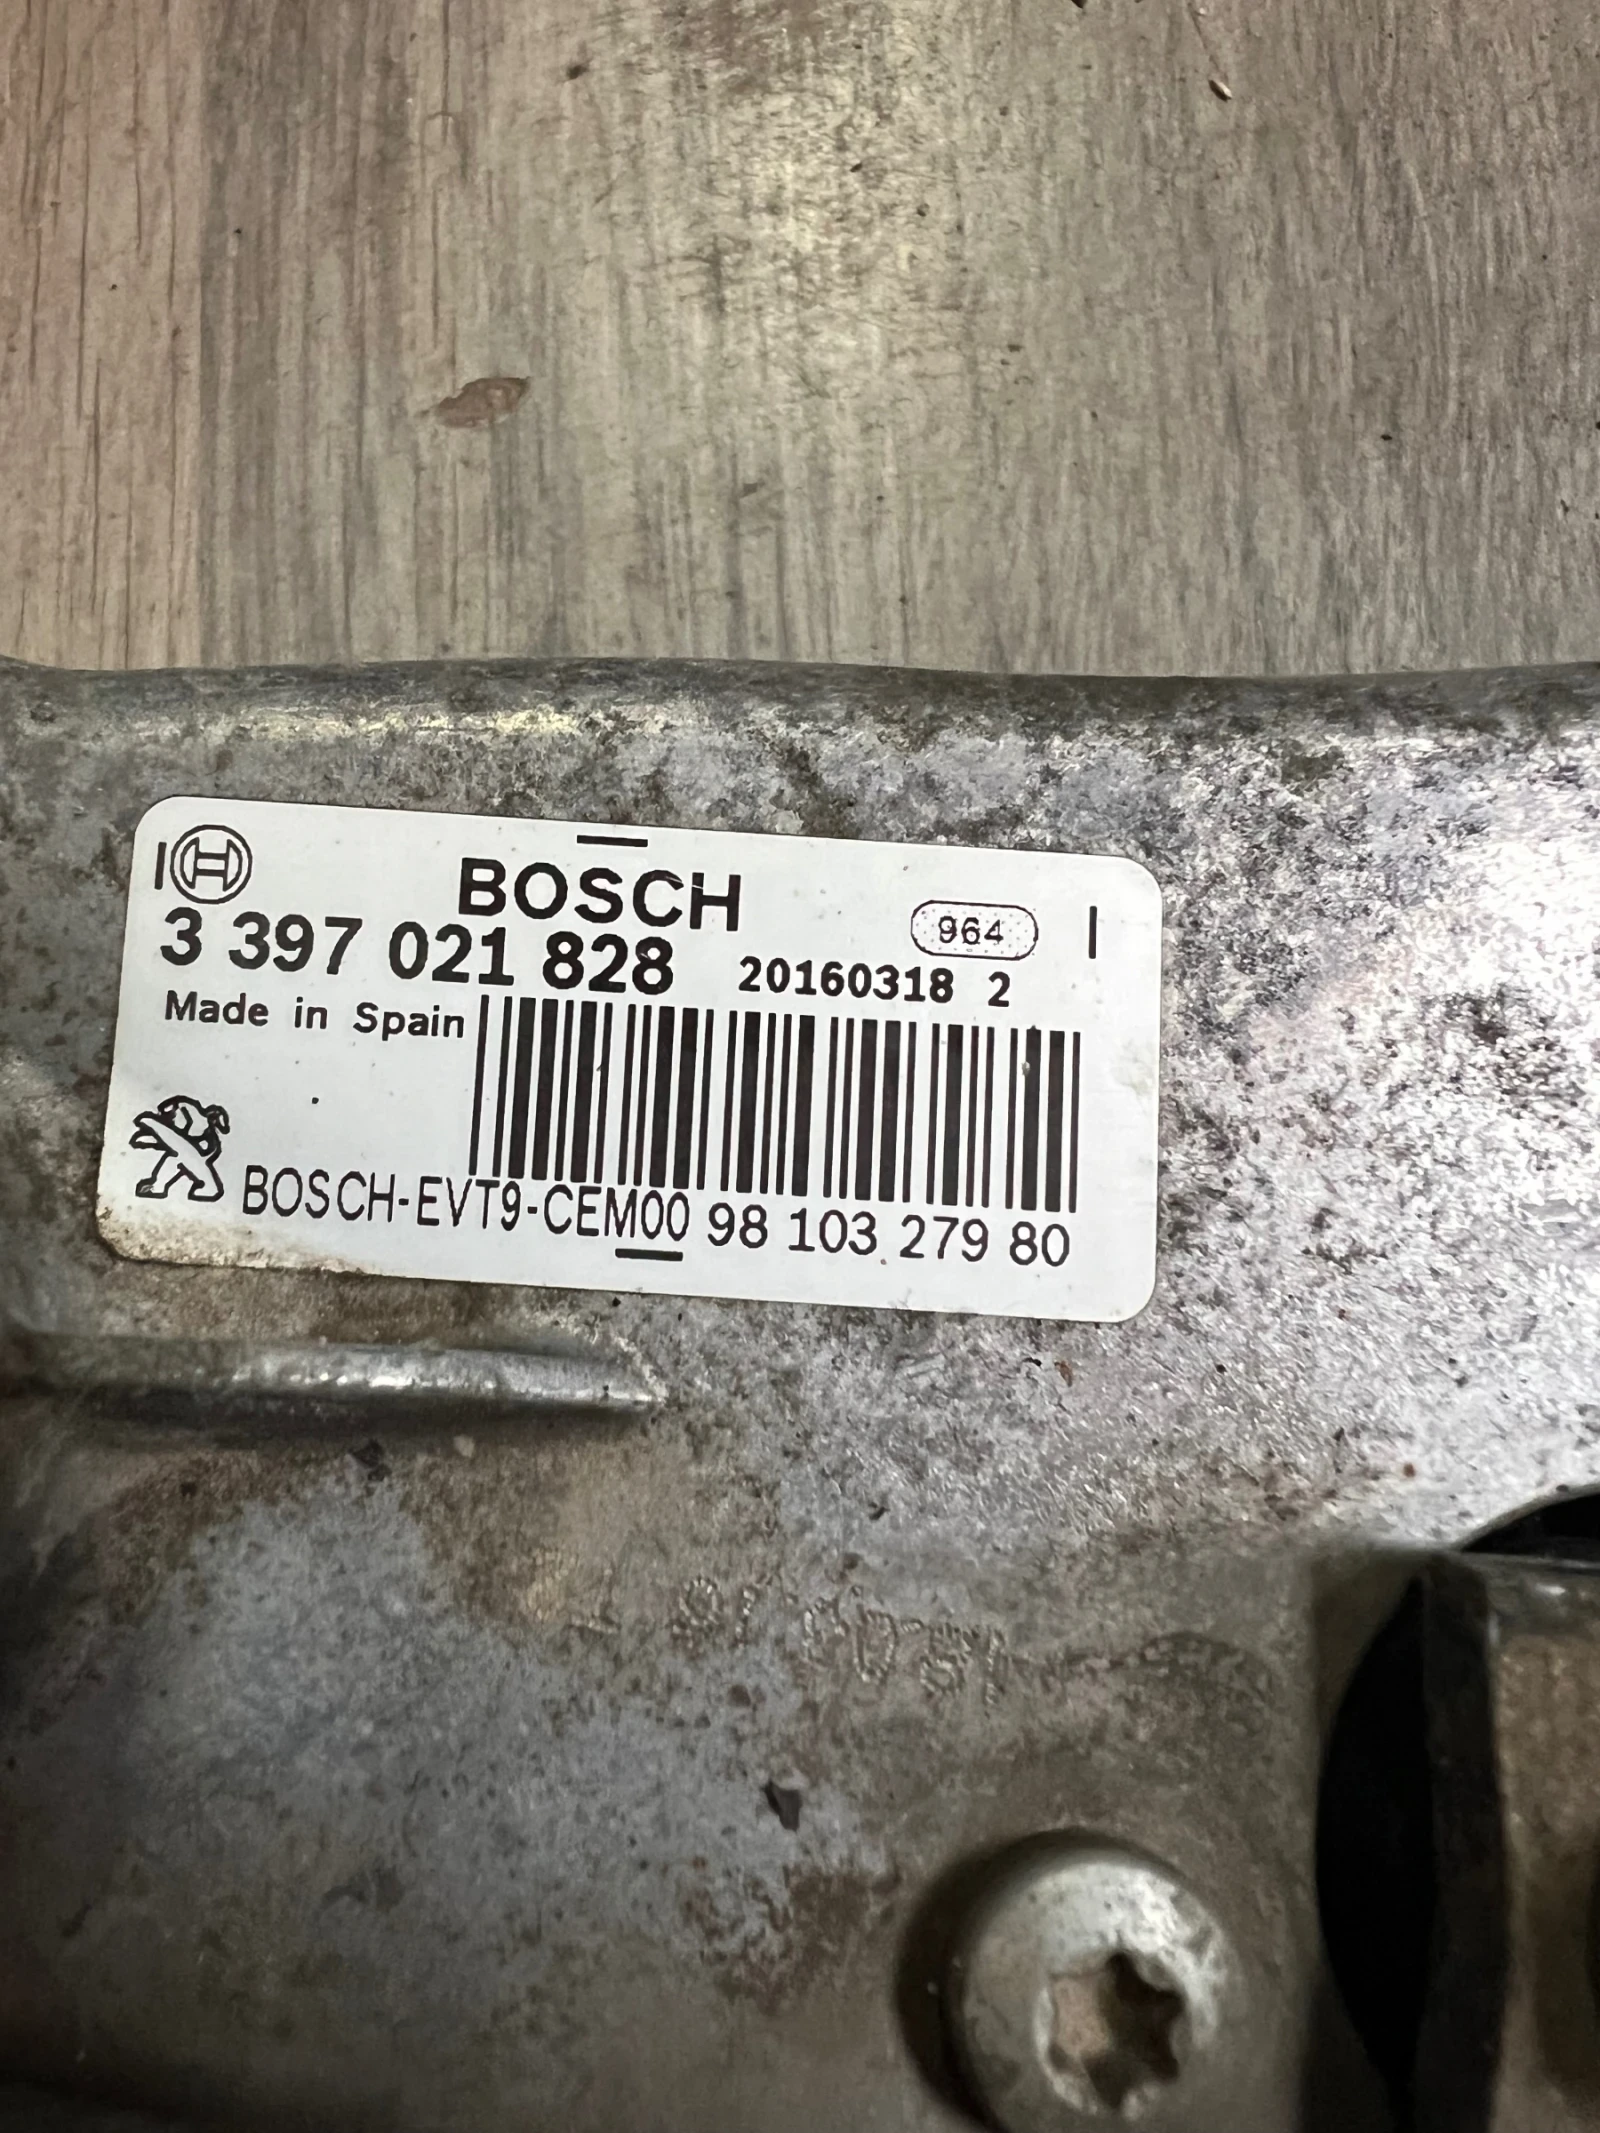 BOSCH
964
3 397 021 828 20160318 2
Made in Spain
BOSCH-EVT9-CEM00 98 103 279 80